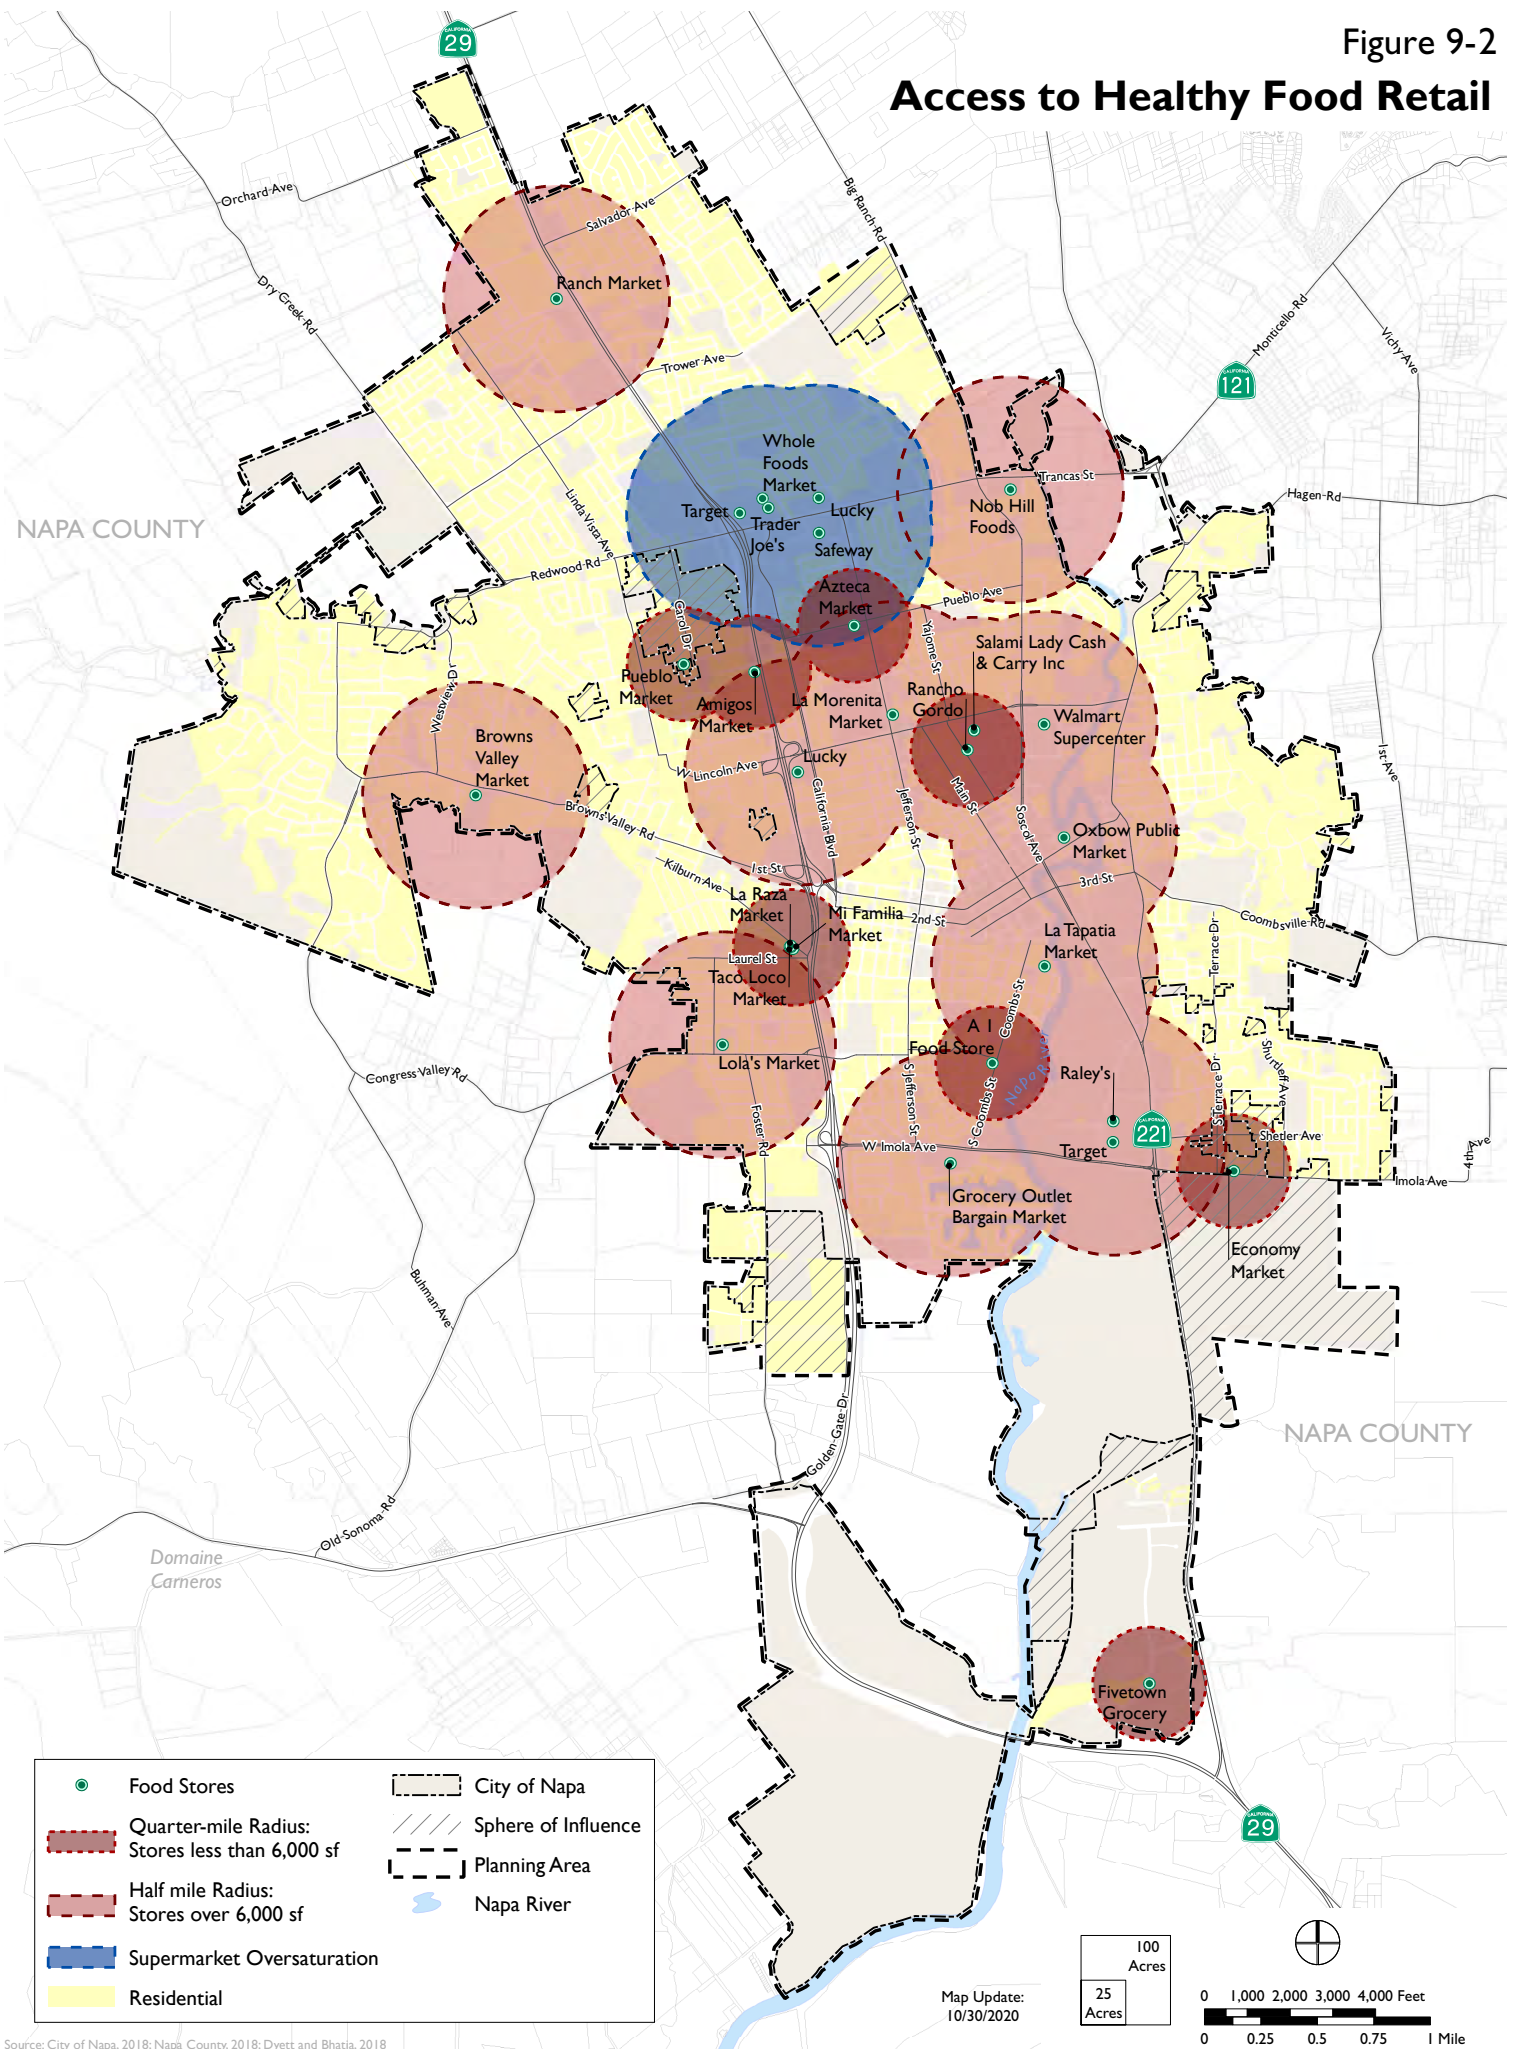 Figure 9-2
Access to Healthy Food Retail
CALIFORNIA
29
Orchard Ave
Salvador Ave
Big Ranch Rd
Dry Creek Rd
Ranch Market
Monticello Rd
Vichy Ave
Trower Ave
CALIFORNIA
121
Whole
Foods
Market
Trancas St
Hagen Rd
Linda Vista Ave
Target
Trader
Joe's
Lucky
Safeway
Nob Hill
Foods
NAPA COUNTY
Redwood Rd
Azteca
Market
Pueblo Ave
Carol Dr
Yajome St
Salami Lady Cash
& Carry Inc
Westview Dr
Pueblo
Market
Amigos
Market
La Morenita
Market
Rancho
Gordo
Walmart
Supercenter
Browns
Valley
Market
Lucky
W Lincoln Ave
1st Ave
Browns Valley Rd
California Blvd
Jefferson St
Main St
Soscol Ave
Oxbow Public
Market
1st St
Kilburn Ave
3rd St
La Raza
Market
Mi Familia
Market
2nd St
Coombsville Rd
La Tapatia
Market
Terrace Dr
Laurel St
Taco Loco
Market
Coombs St
A 1
Food Store
Lola's Market
Congress Valley Rd
S Jefferson St
S Coombs St
Napa River
Raley's
S Terrace Dr
Shurtleff Ave
Foster Rd
CALIFORNIA
221
Shetler Ave
W Imola Ave
Target
Imola Ave
4th Ave
Grocery Outlet
Bargain Market
Economy
Market
Buhman Ave
Golden Gate Dr
NAPA COUNTY
Old Sonoma Rd
Domaine
Carneros
Fivetown
Grocery
CALIFORNIA
29
Food Stores
Quarter-mile Radius:
Stores less than 6,000 sf
Half mile Radius:
Stores over 6,000 sf
Supermarket Oversaturation
Residential
City of Napa
Sphere of Influence
Planning Area
Napa River
Map Update:
10/30/2020
100
Acres
25
Acres
0 1,000 2,000 3,000 4,000 Feet
0 0.25 0.5 0.75 1 Mile
Source: City of Napa, 2018; Napa County, 2018; Dyett and Bhatia, 2018